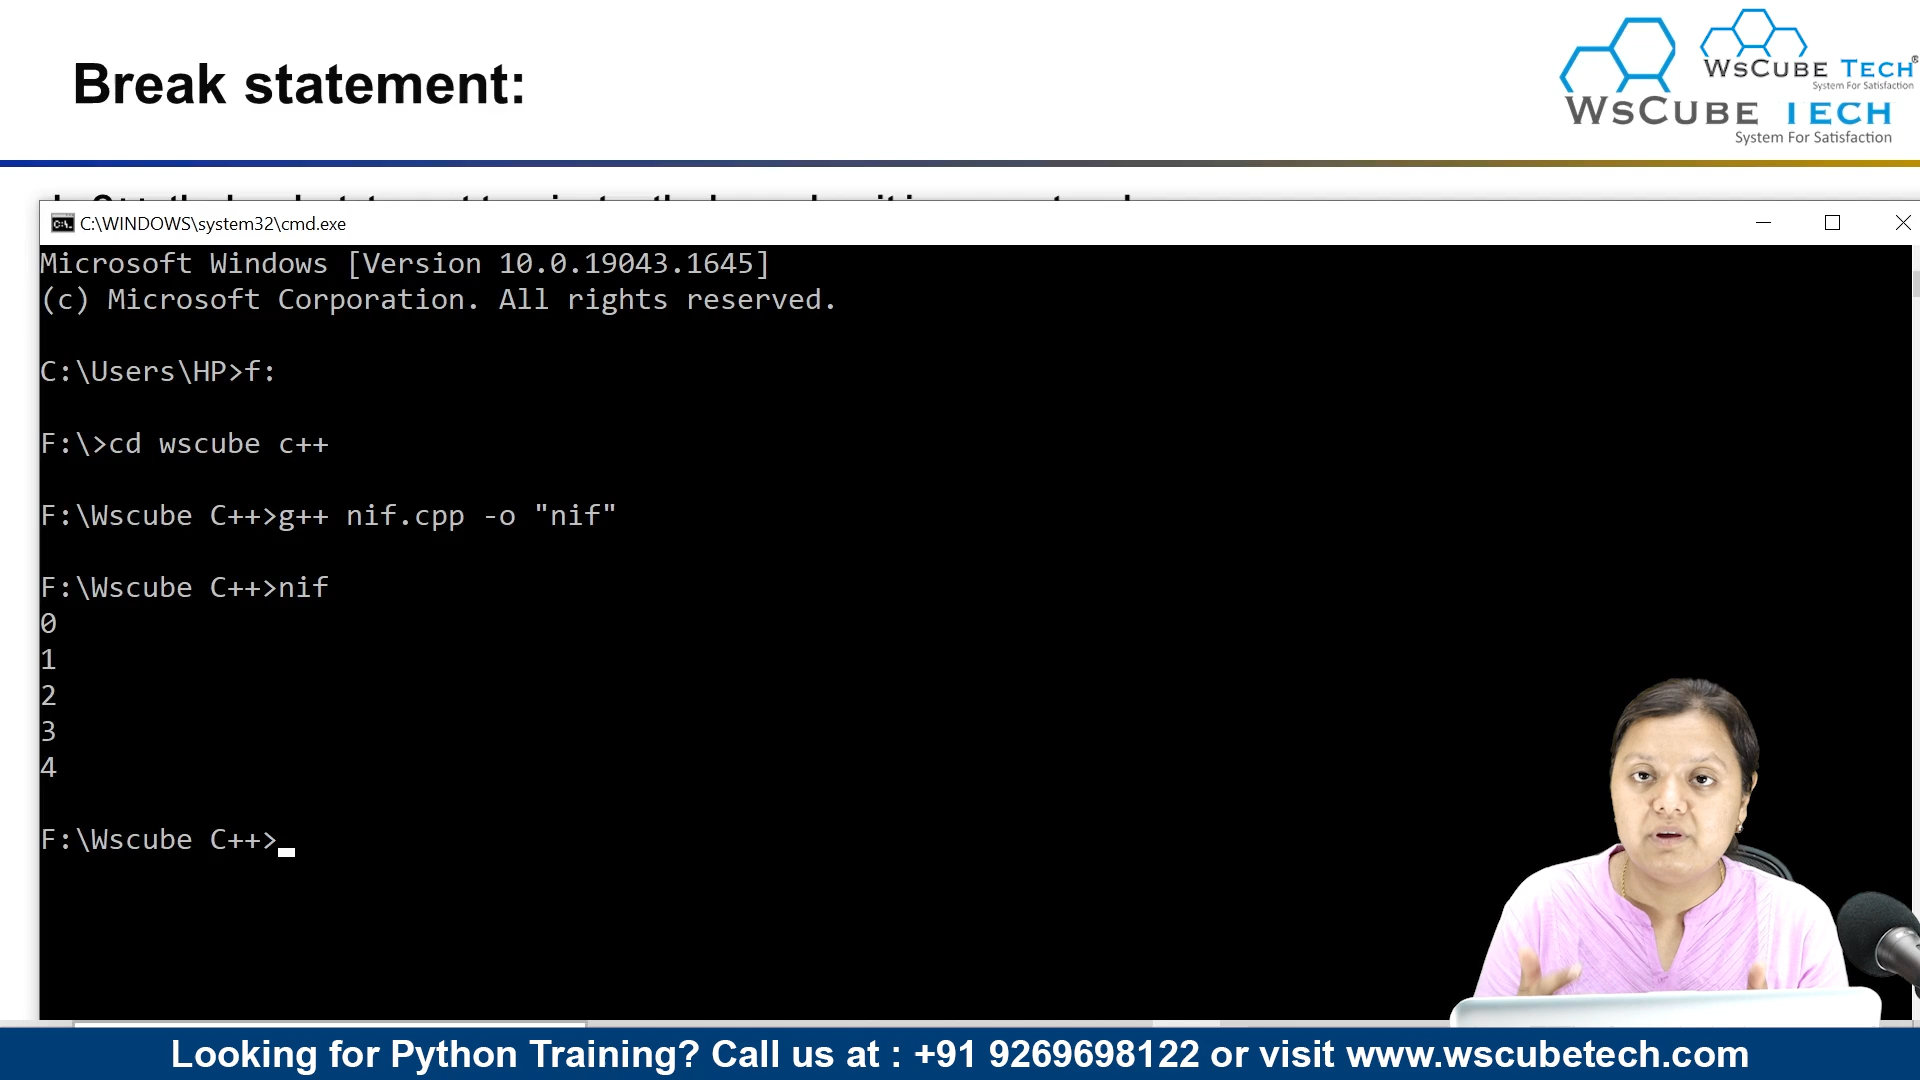 Break statement:
WSCUBE TECH®
System For Satisfaction
WSCUBE TECH
System For Satisfaction
C:\WINDOWS\system32\cmd.exe
Microsoft Windows [Version 10.0.19043.1645]
(c) Microsoft Corporation. All rights reserved.
C:\Users\HP>f:
F:\>cd wscube c++
F:\Wscube C++>g++ nif.cpp -o "nif"
F:\Wscube C++>nif
0
1
2
3
4
F:\Wscube C++>
Looking for Python Training? Call us at : +91 9269698122 or visit www.wscubetech.com